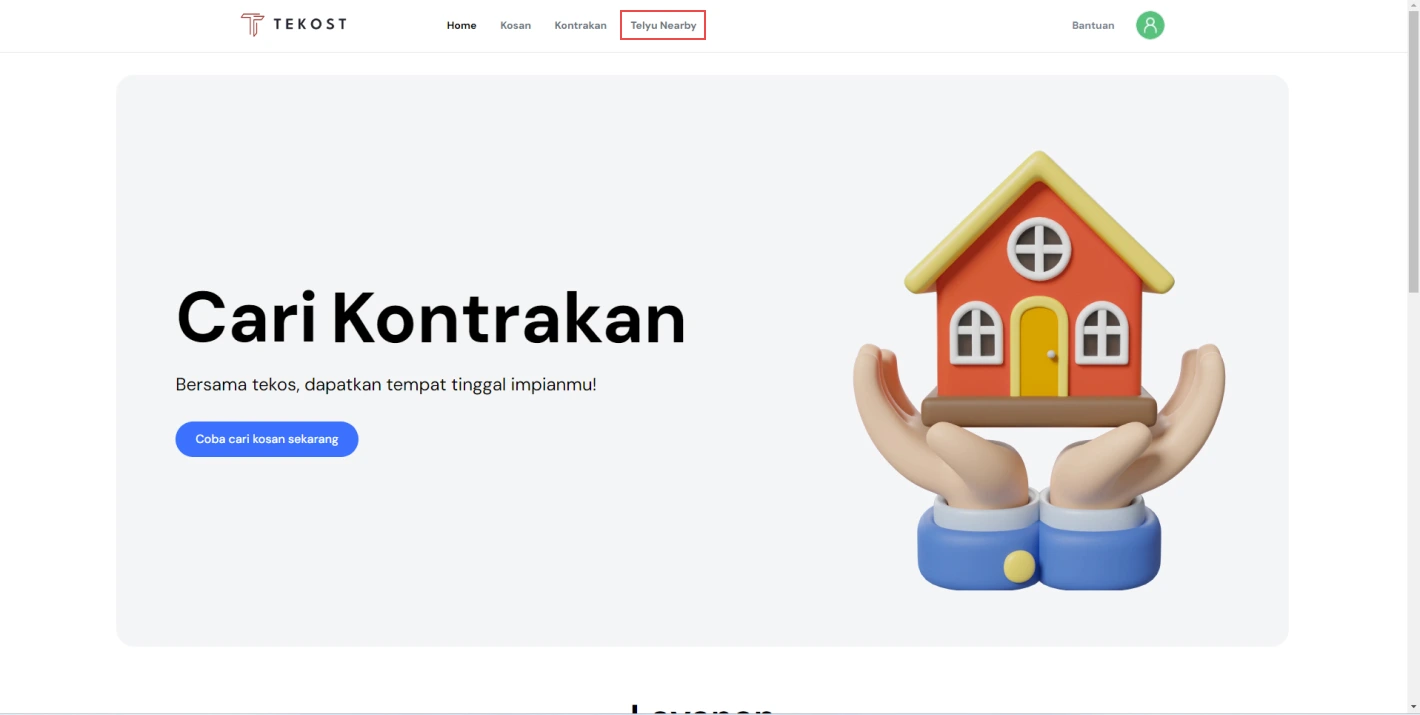 TEKOST
Home Kosan Kontrakan Telyu Nearby Bantuan
Cari Kontrakan
Bersama tekos, dapatkan tempat tinggal impianmu!
Coba cari kosan sekarang